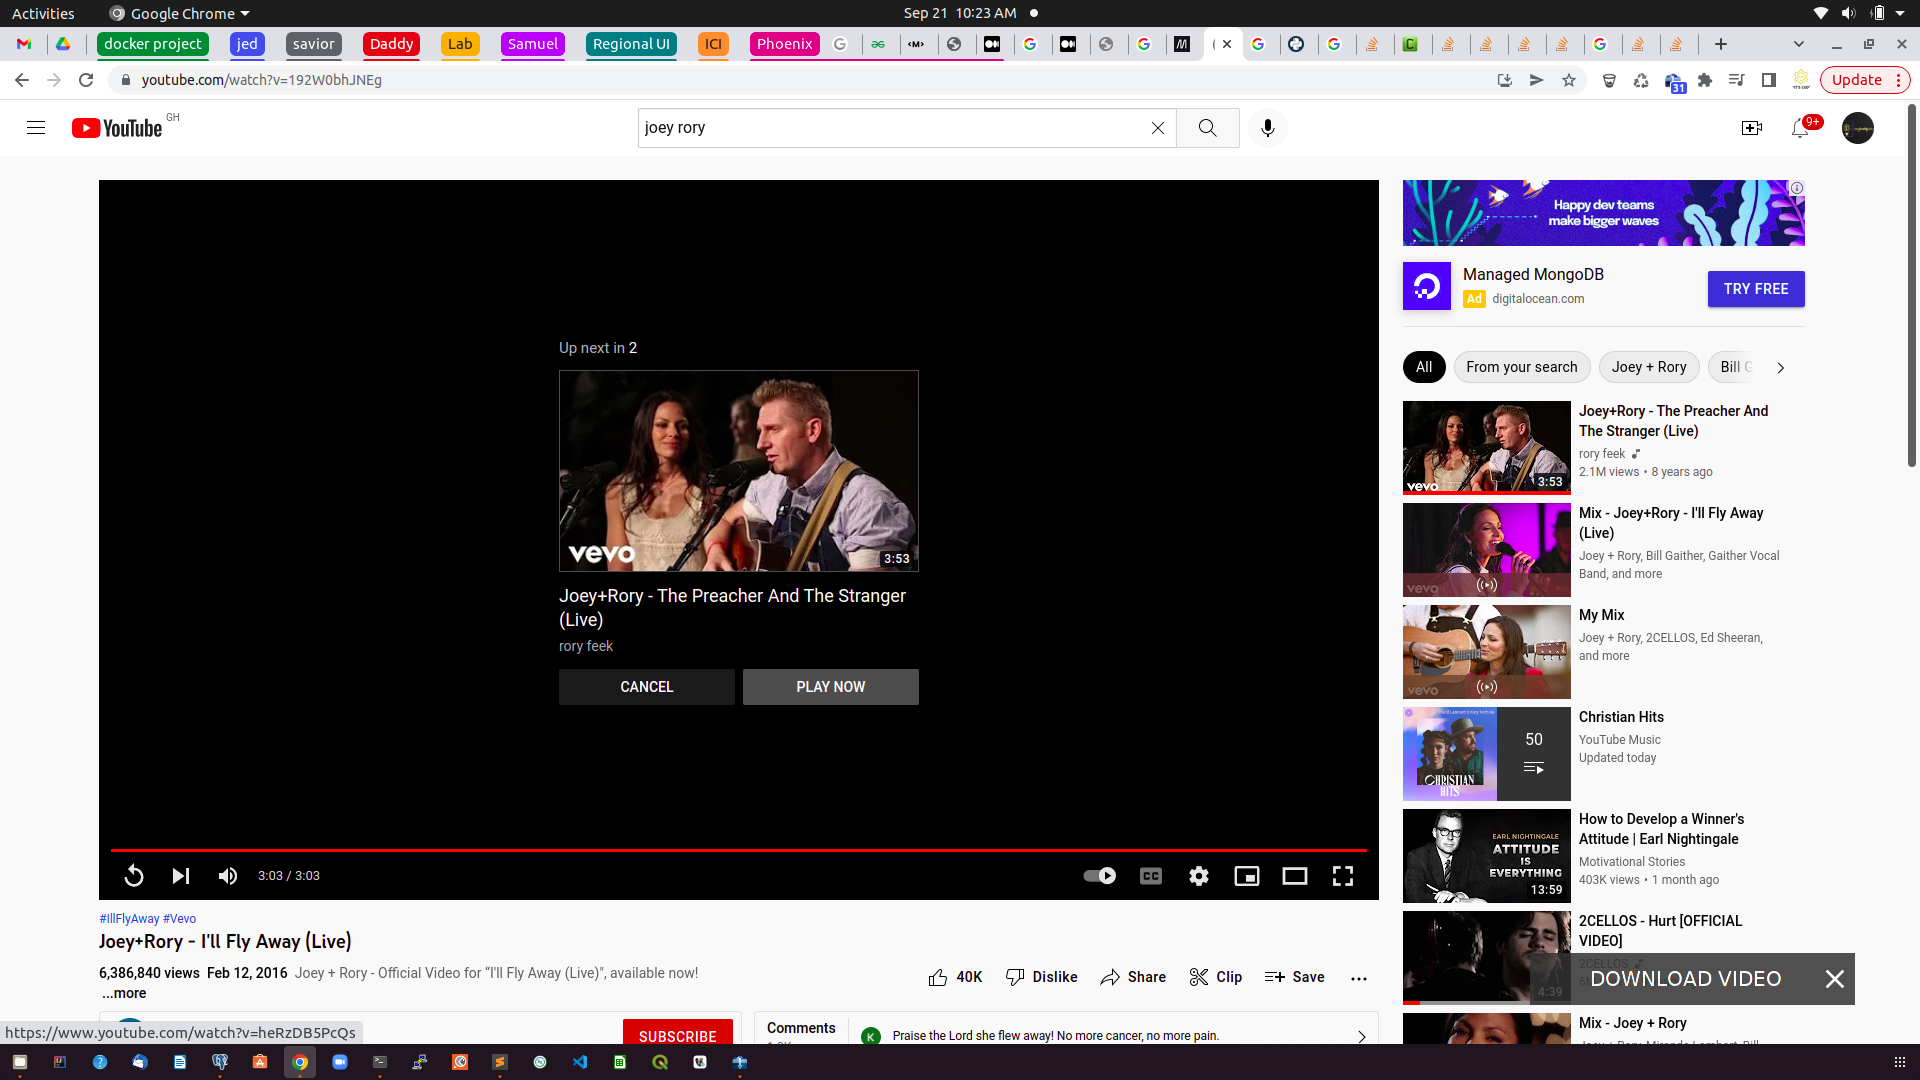 Activities
Google Chrome
Sep 21 10:23 AM
docker project
jed
savior
Daddy
Lab
Samuel
Regional UI
ICI
Phoenix
youtube.com/watch?v=192W0bhJNEg
31
Update
YouTube
GH
joey rory
9+
Up next in 2
vevo
3:53
Joey+Rory - The Preacher And The Stranger
(Live)
rory feek
CANCEL
PLAY NOW
3:03 / 3:03
CC
#IllFlyAway #Vevo
Joey+Rory - I'll Fly Away (Live)
6,386,840 views Feb 12, 2016 Joey + Rory - Official Video for “I'll Fly Away (Live)”, available now!
...more
40K
Dislike
Share
Clip
Save
SUBSCRIBE
Comments
K
Praise the Lord she flew away! No more cancer, no more pain.
Happy dev teams
make bigger waves
Managed MongoDB
Ad digitalocean.com
TRY FREE
All
From your search
Joey + Rory
Bill G
vevo
3:53
Joey+Rory - The Preacher And
The Stranger (Live)
rory feek
2.1M views • 8 years ago
vevo
Mix - Joey+Rory - I'll Fly Away
(Live)
Joey + Rory, Bill Gaither, Gaither Vocal
Band, and more
vevo
My Mix
Joey + Rory, 2CELLOS, Ed Sheeran,
and more
CHRISTIAN
HITS
50
Christian Hits
YouTube Music
Updated today
EARL NIGHTINGALE
ATTITUDE
IS
EVERYTHING
13:59
How to Develop a Winner's
Attitude | Earl Nightingale
Motivational Stories
403K views • 1 month ago
4:39
2CELLOS - Hurt [OFFICIAL
VIDEO]
2CELLOS
DOWNLOAD VIDEO
Mix - Joey + Rory
Joey + Rory, Miranda Lambert, Bill
https://www.youtube.com/watch?v=heRzDB5PcQs